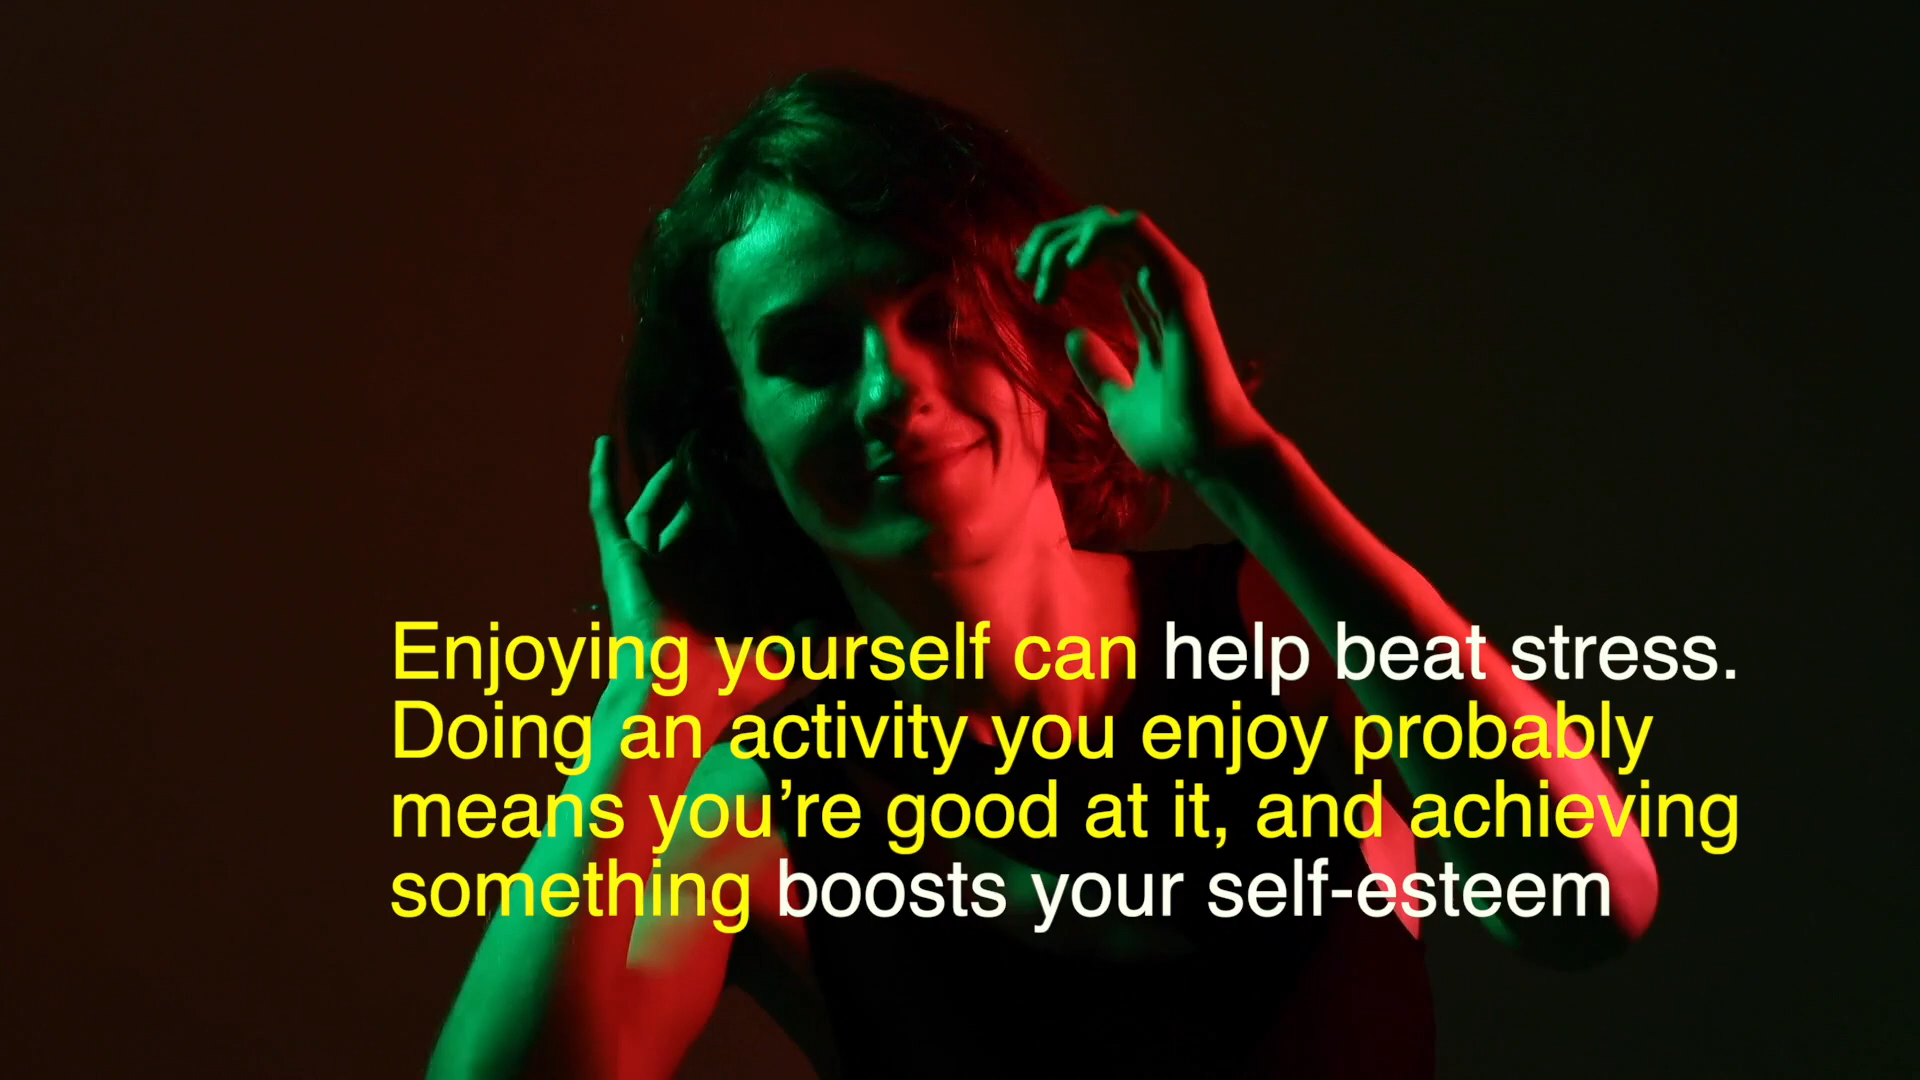 Enjoying yourself can help beat stress.
Doing an activity you enjoy probably
means you’re good at it, and achieving
something boosts your self-esteem